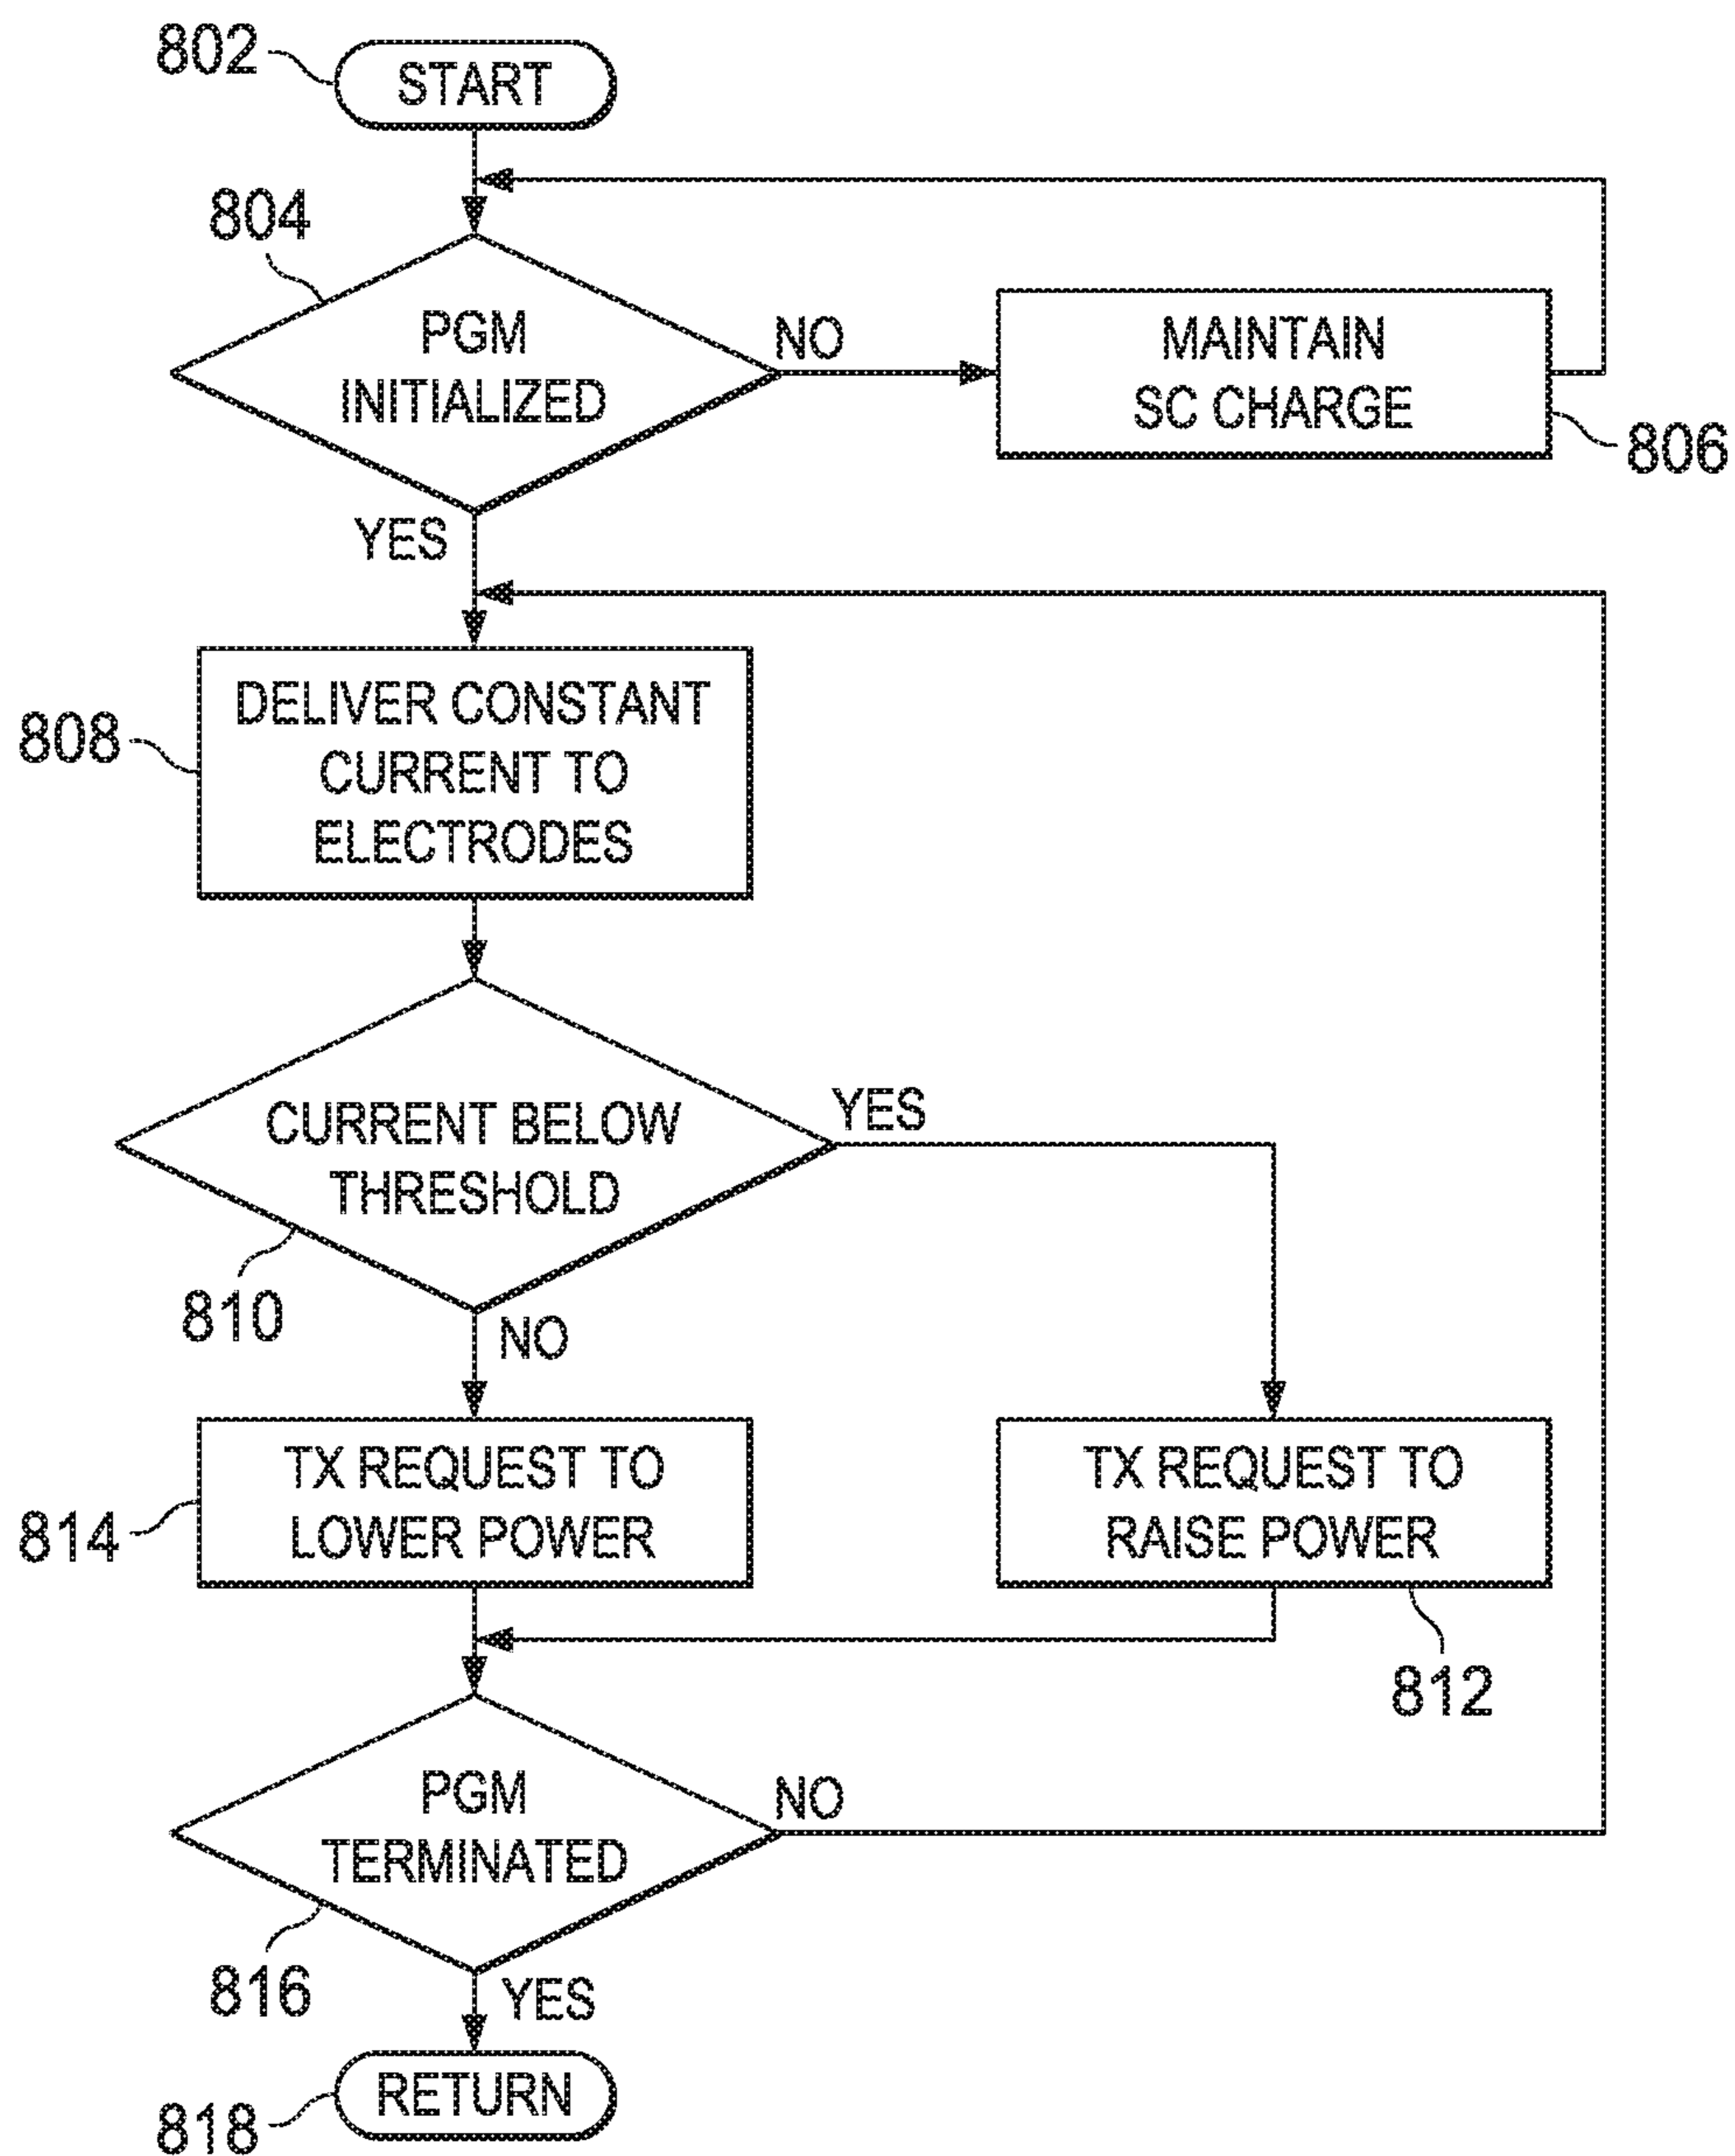 802
START
804
PGM
INITIALIZED
NO
MAINTAIN
SC CHARGE
806
YES
808
DELIVER CONSTANT
CURRENT TO
ELECTRODES
CURRENT BELOW
THRESHOLD
YES
810
NO
814
TX REQUEST TO
LOWER POWER
TX REQUEST TO
RAISE POWER
812
PGM
TERMINATED
NO
816
YES
818
RETURN